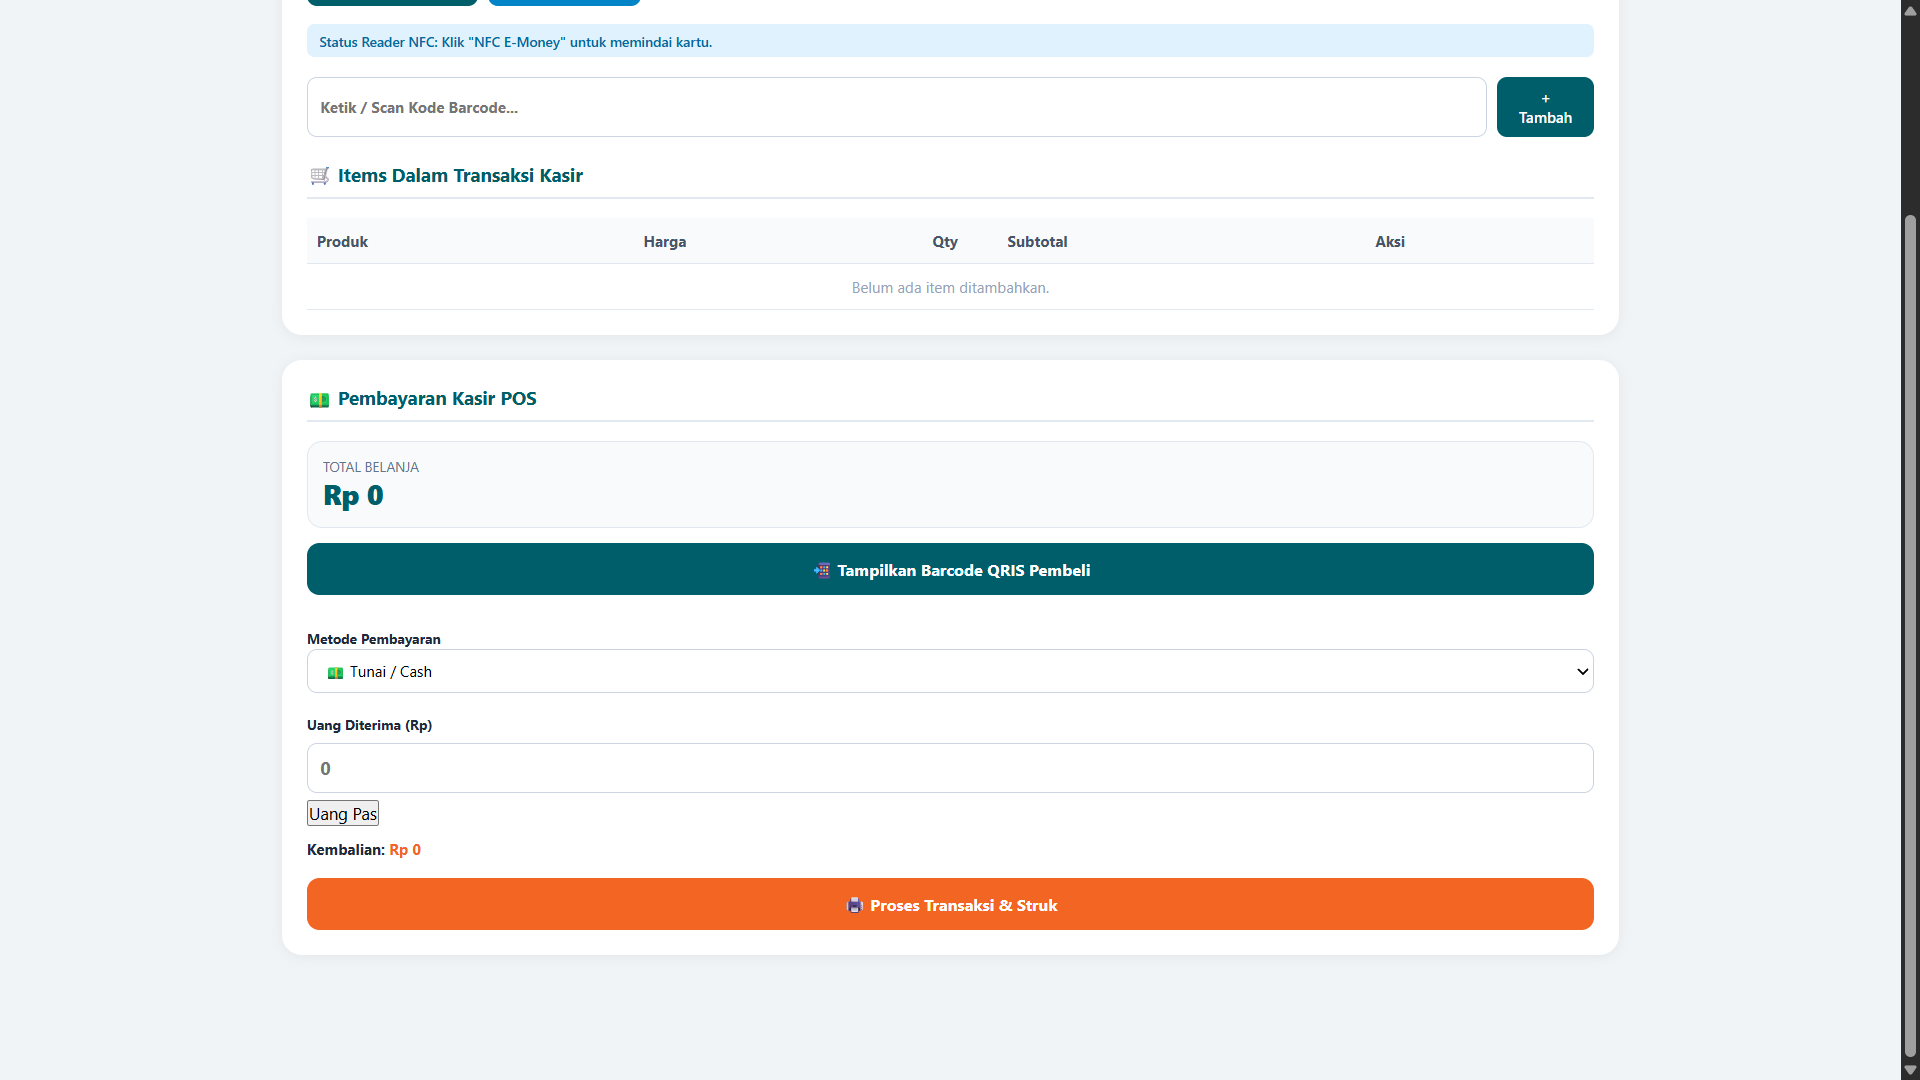 Status Reader NFC: Klik "NFC E-Money" untuk memindai kartu.
Ketik / Scan Kode Barcode...
+
Tambah
Items Dalam Transaksi Kasir
Produk Harga Qty Subtotal Aksi
Belum ada item ditambahkan.
Pembayaran Kasir POS
TOTAL BELANJA
Rp 0
Tampilkan Barcode QRIS Pembeli
Metode Pembayaran
Tunai / Cash
Uang Diterima (Rp)
0
Uang Pas
Kembalian: Rp 0
Proses Transaksi & Struk